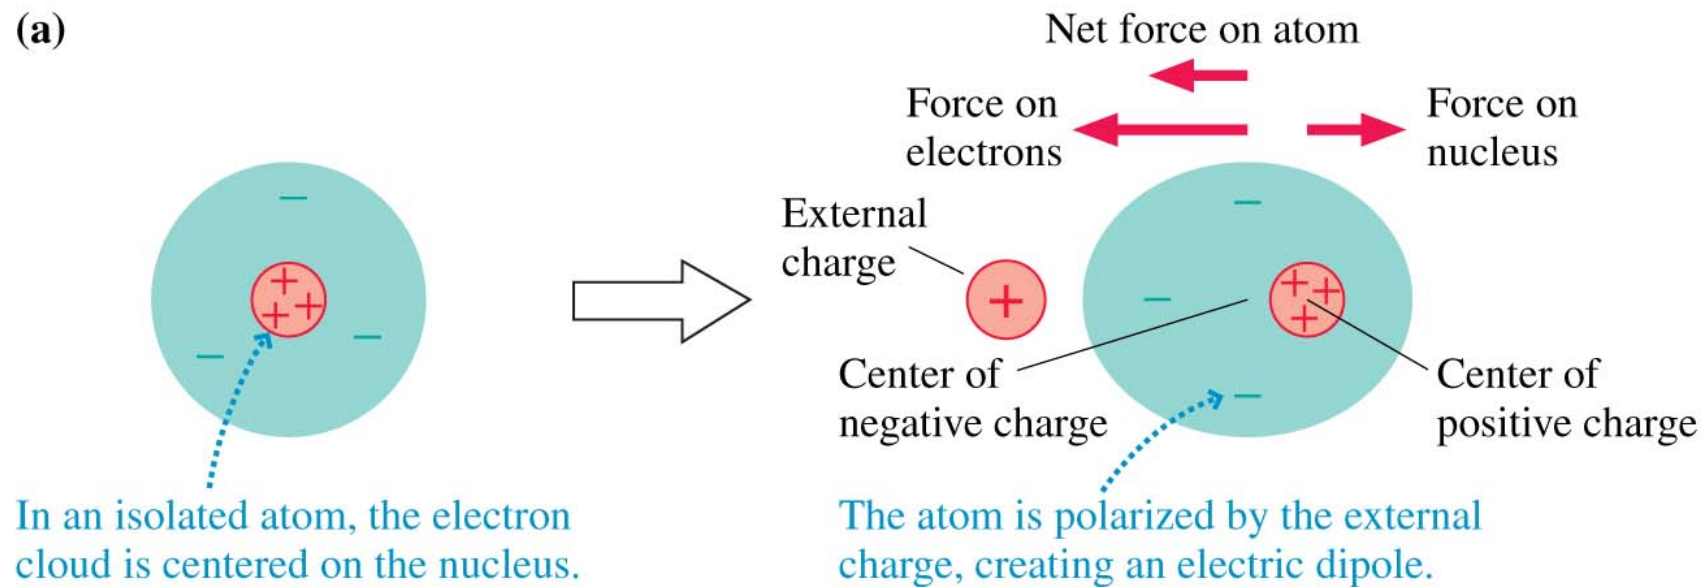 (a)
Net force on atom
Force on
electrons
Force on
nucleus
External
charge
−
−
−
+
+
+
+
−
−
−
+
+
+
Center of
negative charge
Center of
positive charge
In an isolated atom, the electron
cloud is centered on the nucleus.
The atom is polarized by the external
charge, creating an electric dipole.